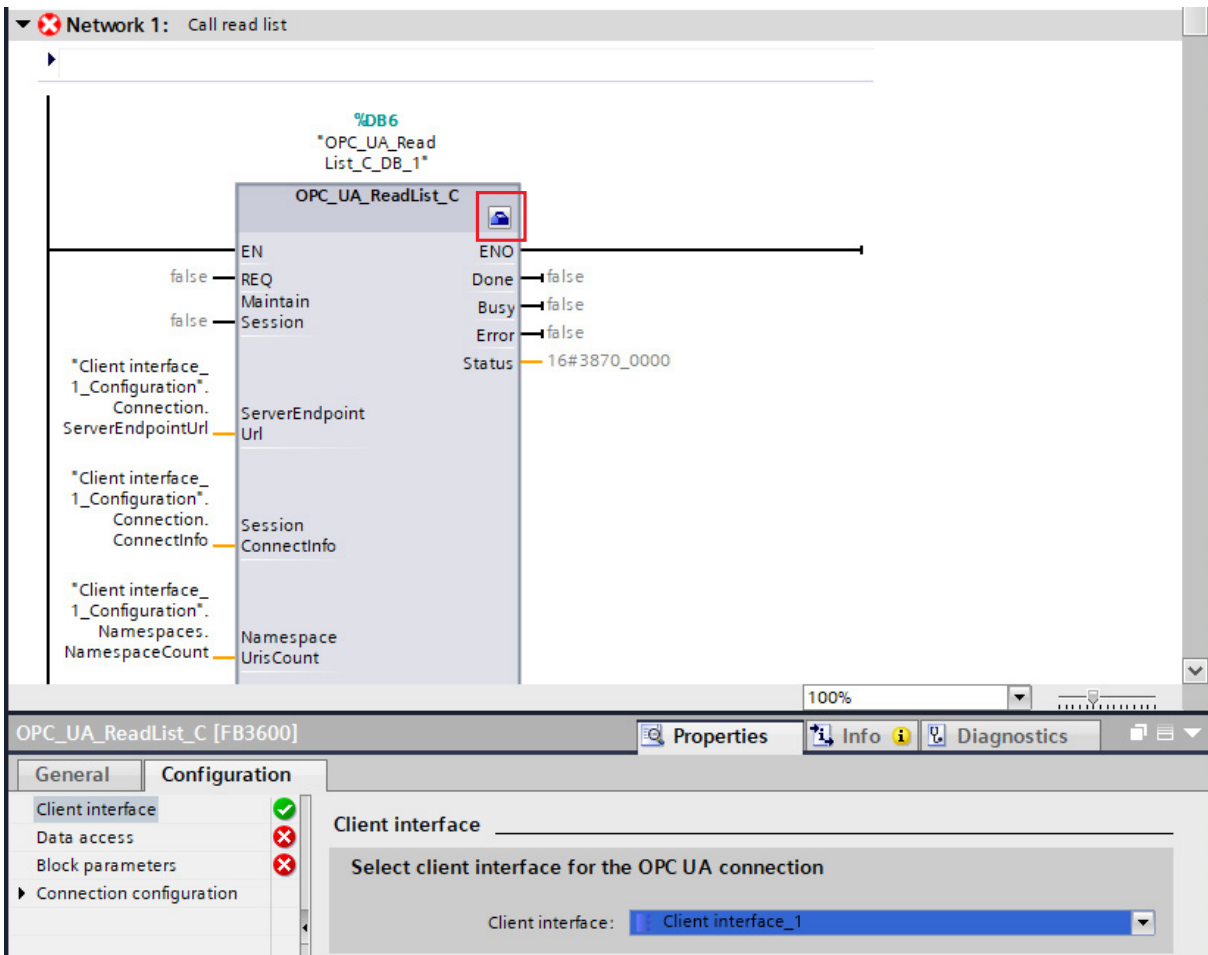 Network 1: Call read list
%DB6
"OPC_UA_Read
List_C_DB_1"
OPC_UA_ReadList_C
EN
ENO
false
REQ
Done
false
Maintain
Session
false
Busy
false
Error
false
Status
16#3870_0000
"Client interface_
1_Configuration".
Connection.
ServerEndpointUrl
ServerEndpoint
Url
"Client interface_
1_Configuration".
Connection.
ConnectInfo
Session
ConnectInfo
"Client interface_
1_Configuration".
Namespaces.
NamespaceCount
Namespace
UrisCount
100%
OPC_UA_ReadList_C [FB3600]
Properties
Info
Diagnostics
General
Configuration
Client interface
Data access
Block parameters
Connection configuration
Client interface
Select client interface for the OPC UA connection
Client interface:
Client interface_1